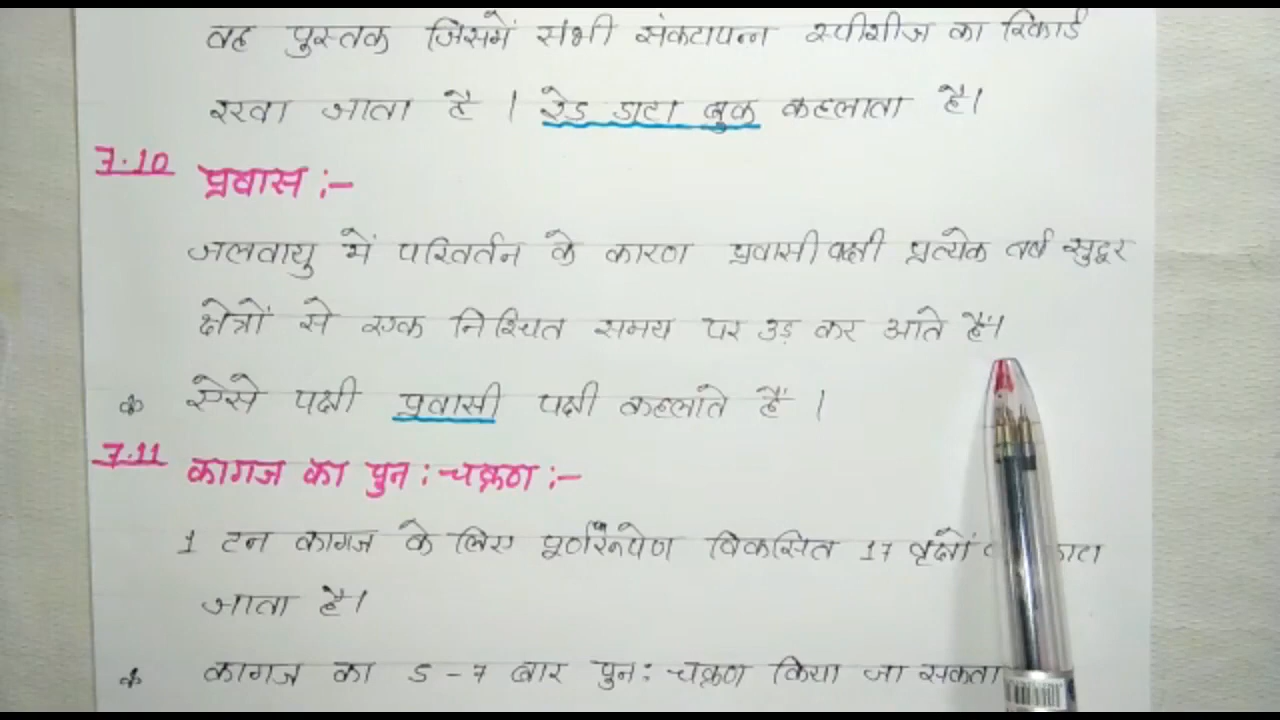 वह पुस्तक जिसमें सभी संकटापन्न स्पीशीज का रिकार्ड
रखा जाता है । रेड डाटा बुक कहलाता है।
7.10 प्रवास :-
जलवायु में परिवर्तन के कारण प्रवासी पक्षी प्रत्येक वर्ष सुदूर
क्षेत्रों से एक निश्चित समय पर उड़ कर आते हैं।
ऐसे पक्षी प्रवासी पक्षी कहलाते हैं ।
7.11 कागज का पुन: चक्रण :-
1 टन कागज के लिए पूर्णरूपेण विकसित 17 वृक्षों
जाता है।
कागज का 5-7 बार पुन: चक्रण किया जा सकता